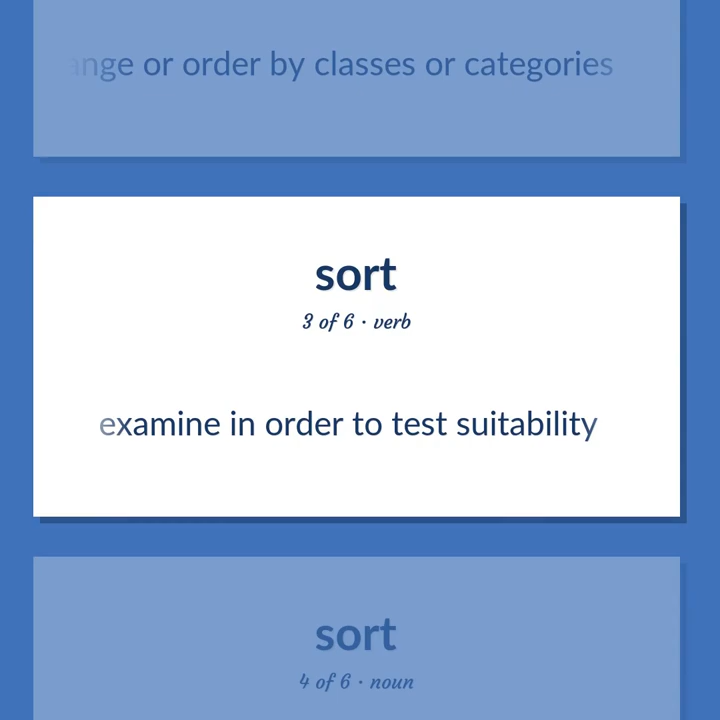 ange or order by classes or categories
sort
3 of 6 · verb
examine in order to test suitability
sort
4 of 6 · noun